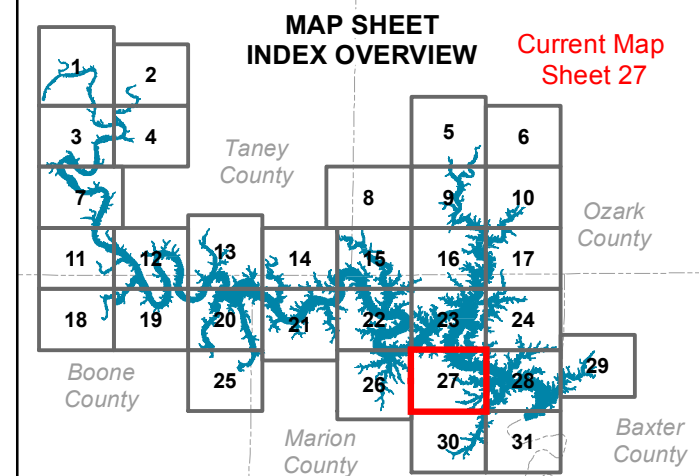 MAP SHEET
INDEX OVERVIEW
Current Map
Sheet 27
1
2
3
4
5
6
Taney
County
7
8
9
10
Ozark
County
11
12
13
14
15
16
17
18
19
20
21
22
23
24
Boone
County
25
26
27
28
29
Marion
County
30
31
Baxter
County